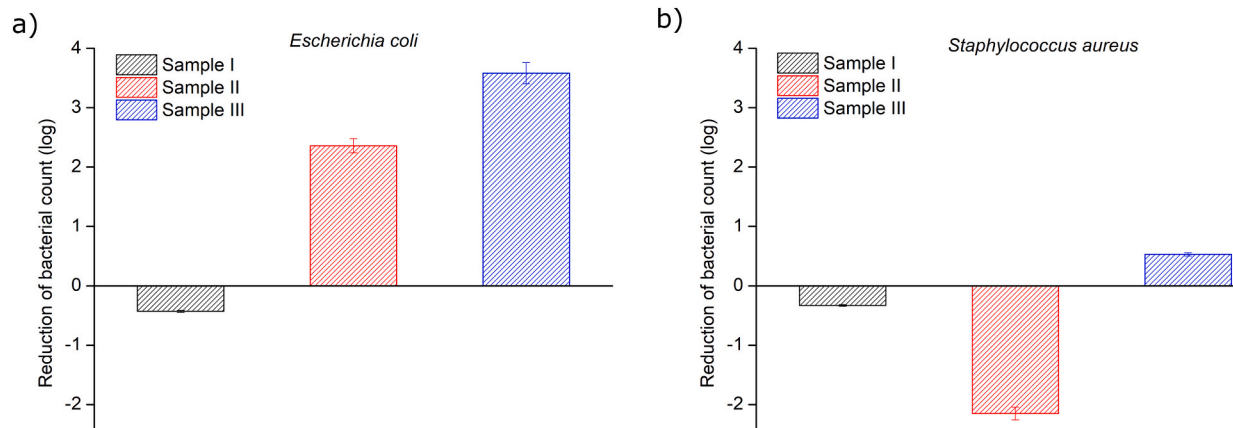 a)
Escherichia coli
Sample I
Sample II
Sample III
Reduction of bacterial count (log)
4
3
2
1
0
-1
-2
b)
Staphylococcus aureus
Sample I
Sample II
Sample III
Reduction of bacterial count (log)
4
3
2
1
0
-1
-2